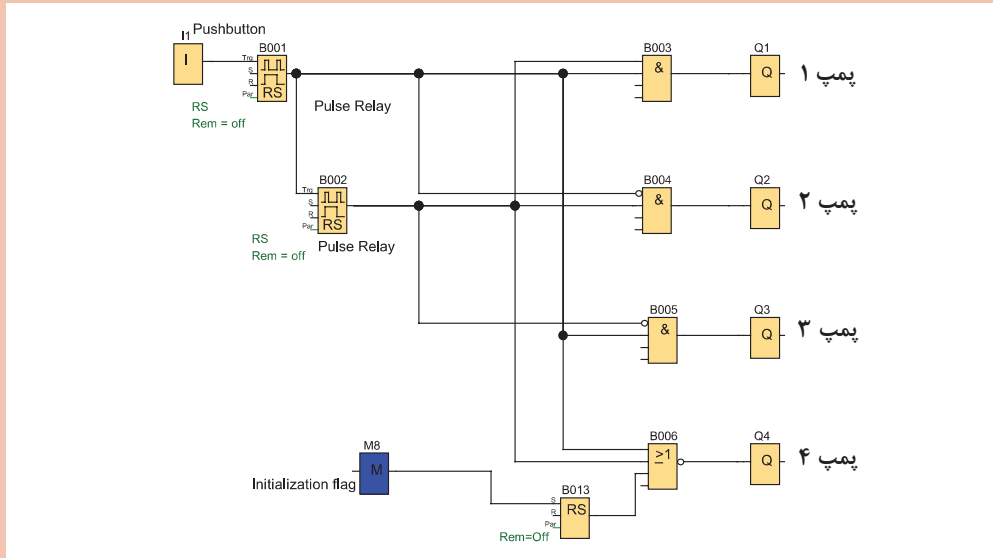 I1 Pushbutton
I
B001
Trg
S
R
Par
RS
RS
Rem = off
Pulse Relay
B002
Trg
S
R
Par
RS
RS
Rem = off
Pulse Relay
B003
&
Q1
Q
پمپ ۱
B004
&
Q2
Q
پمپ ۲
B005
&
Q3
Q
پمپ ۳
B006
≥1
Q4
Q
پمپ ۴
M8
M
Initialization flag
B013
S
R
Par
RS
Rem=Off